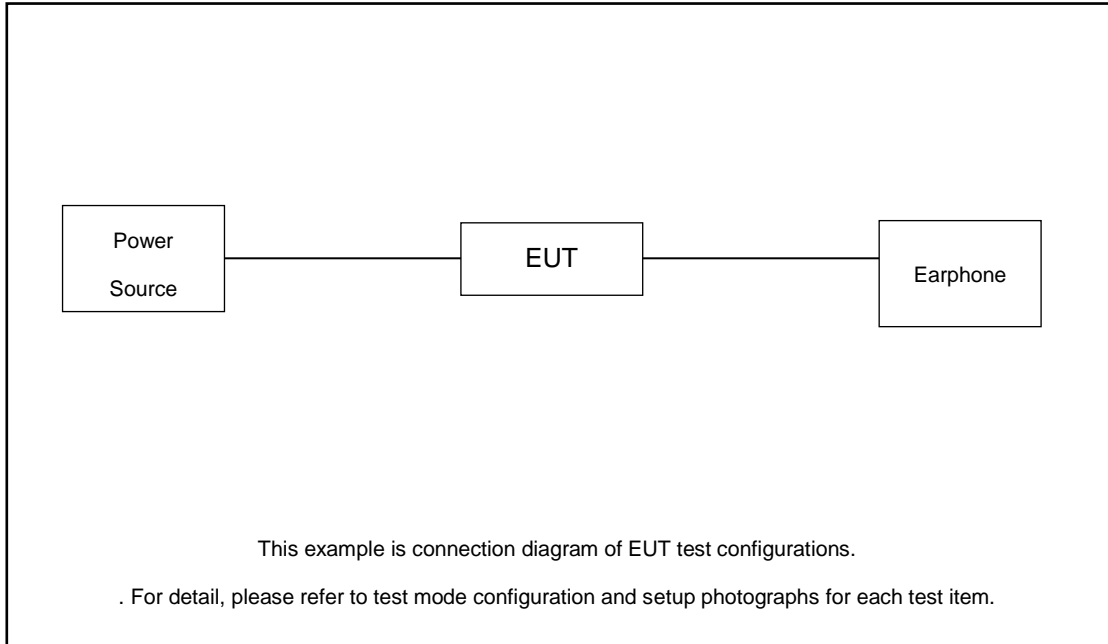 Power
Source
EUT
Earphone
This example is connection diagram of EUT test configurations.
. For detail, please refer to test mode configuration and setup photographs for each test item.